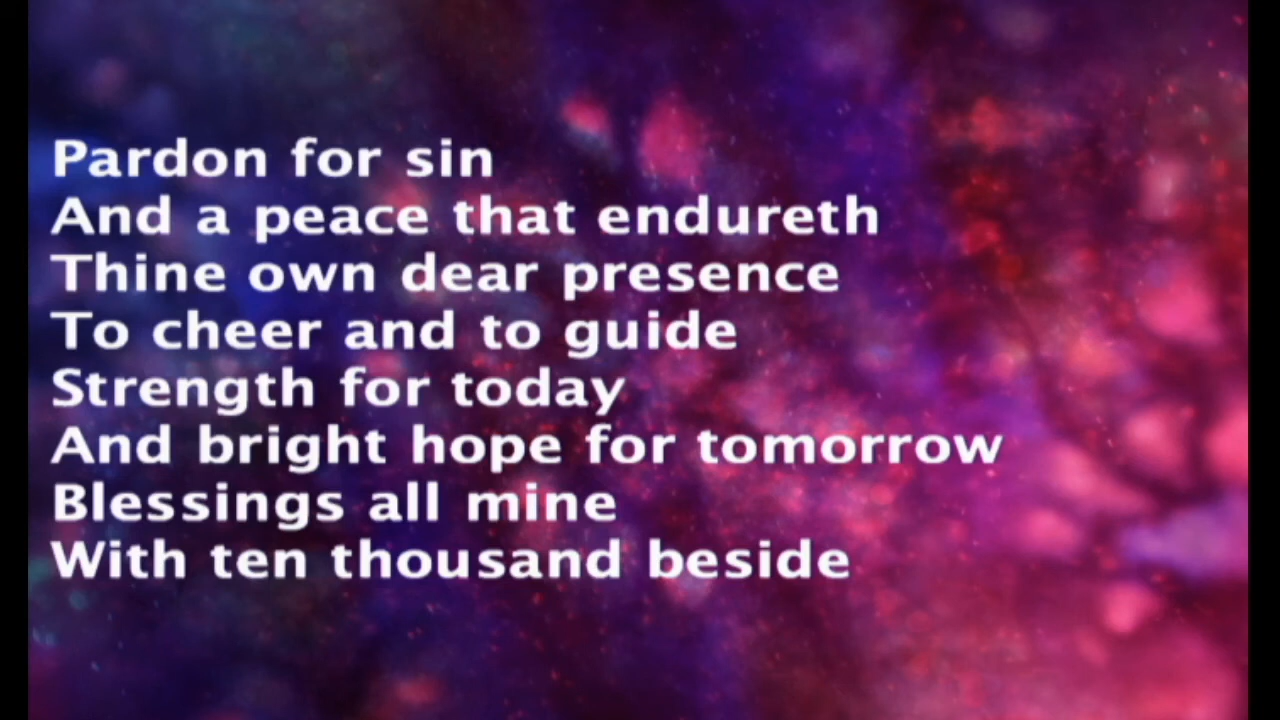 Pardon for sin
And a peace that endureth
Thine own dear presence
To cheer and to guide
Strength for today
And bright hope for tomorrow
Blessings all mine
With ten thousand beside